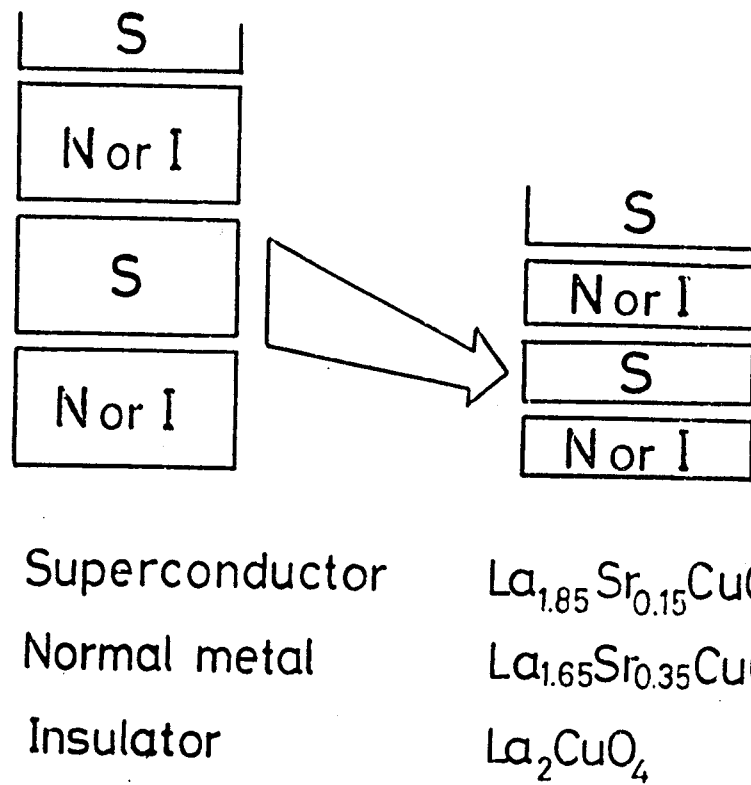 S
N or I
S
N or I
S
N or I
S
N or I
Superconductor La₁.₈₅Sr₀.₁₅Cu
Normal metal La₁.₆₅Sr₀.₃₅Cu
Insulator La₂CuO₄